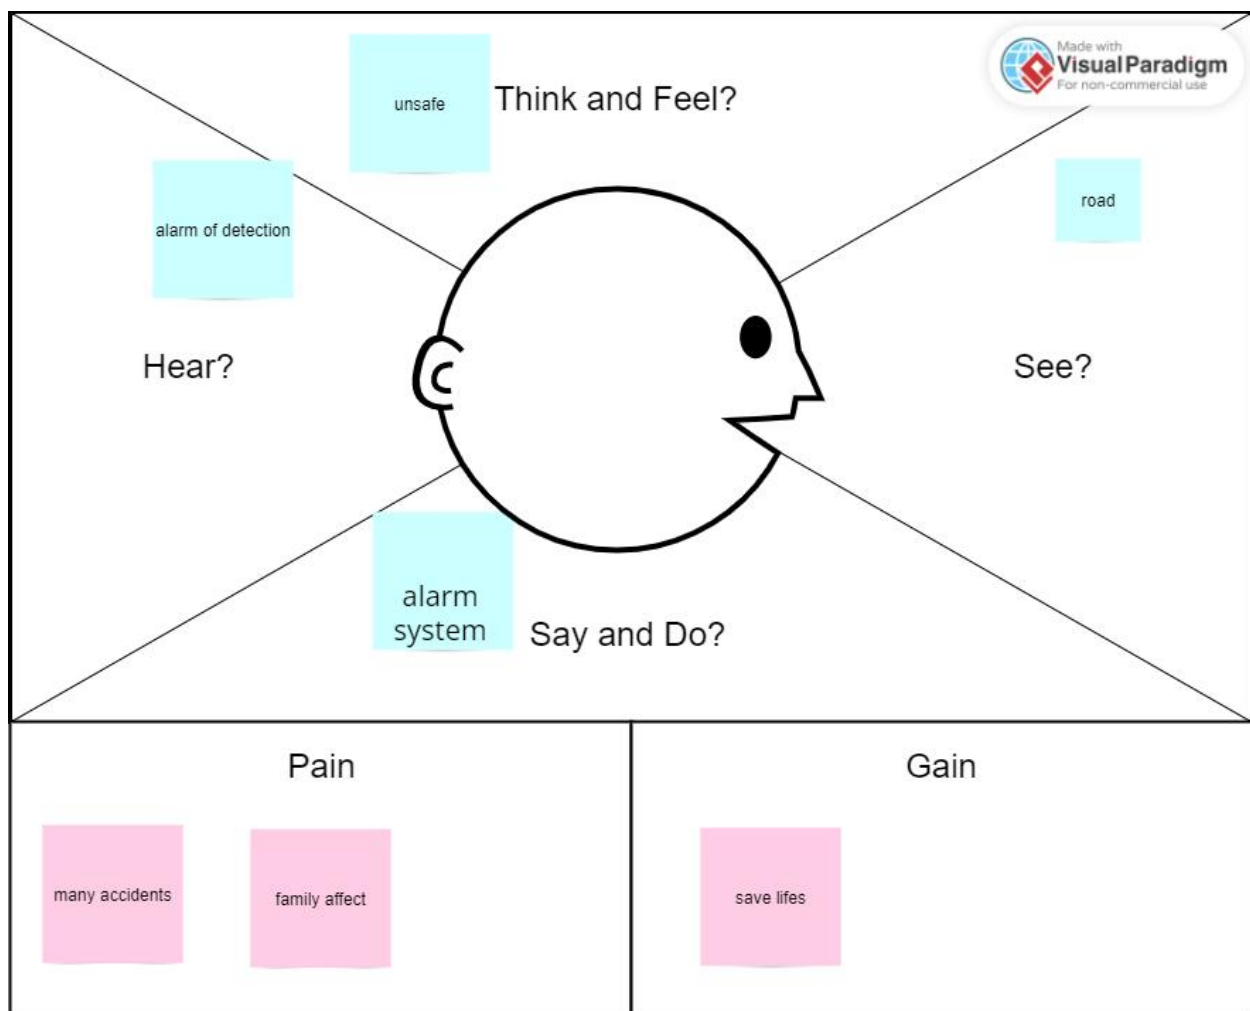 Made with
Visual Paradigm
For non-commercial use
unsafe
Think and Feel?
alarm of detection
road
Hear?
See?
alarm
system
Say and Do?
Pain
Gain
many accidents
family affect
save lifes